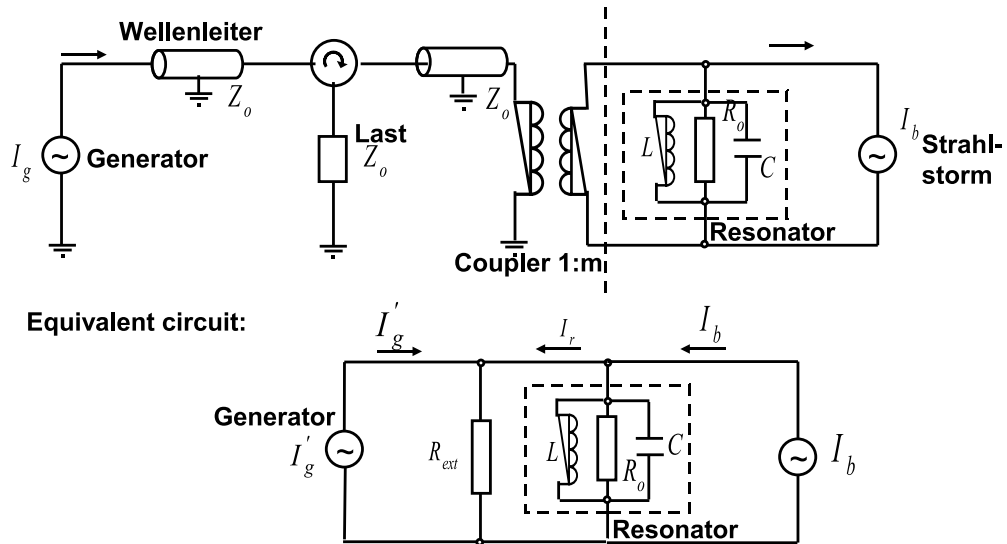 Wellenleiter
Z_o
I_g
Generator
Last
Z_o
Z_o
L
R_o
C
I_b
Strahl-
storm
Resonator
Coupler 1:m
Equivalent circuit:
I_g'
I_r
I_b
Generator
I_g'
R_ext
L
R_o
C
I_b
Resonator